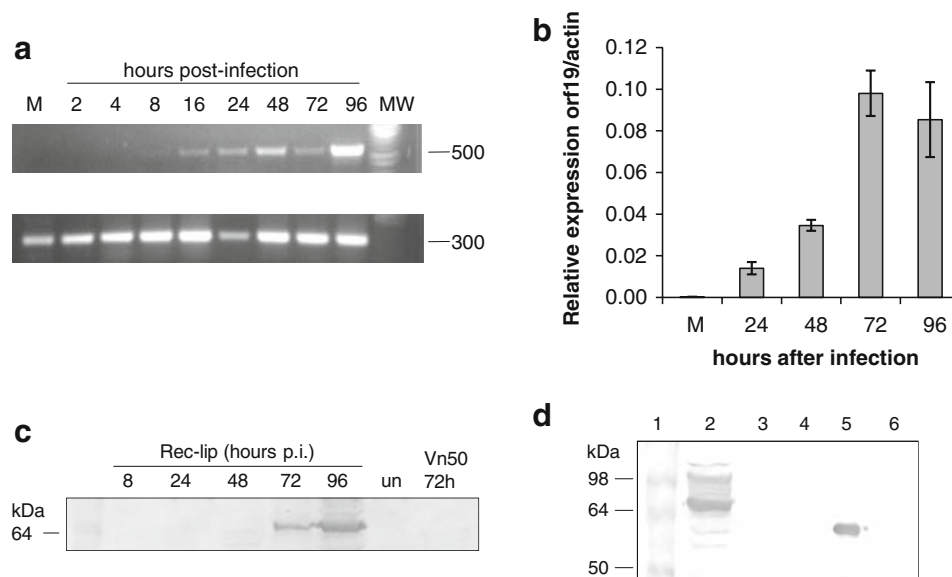 a
hours post-infection
M 2 4 8 16 24 48 72 96 MW
500
300
b
Relative expression orf19/actin
0.12
0.10
0.08
0.06
0.04
0.02
0.00
M 24 48 72 96
hours after infection
c
Rec-lip (hours p.i.)
8 24 48 72 96 un Vn50
72h
kDa
64
d
1 2 3 4 5 6
kDa
98
64
50